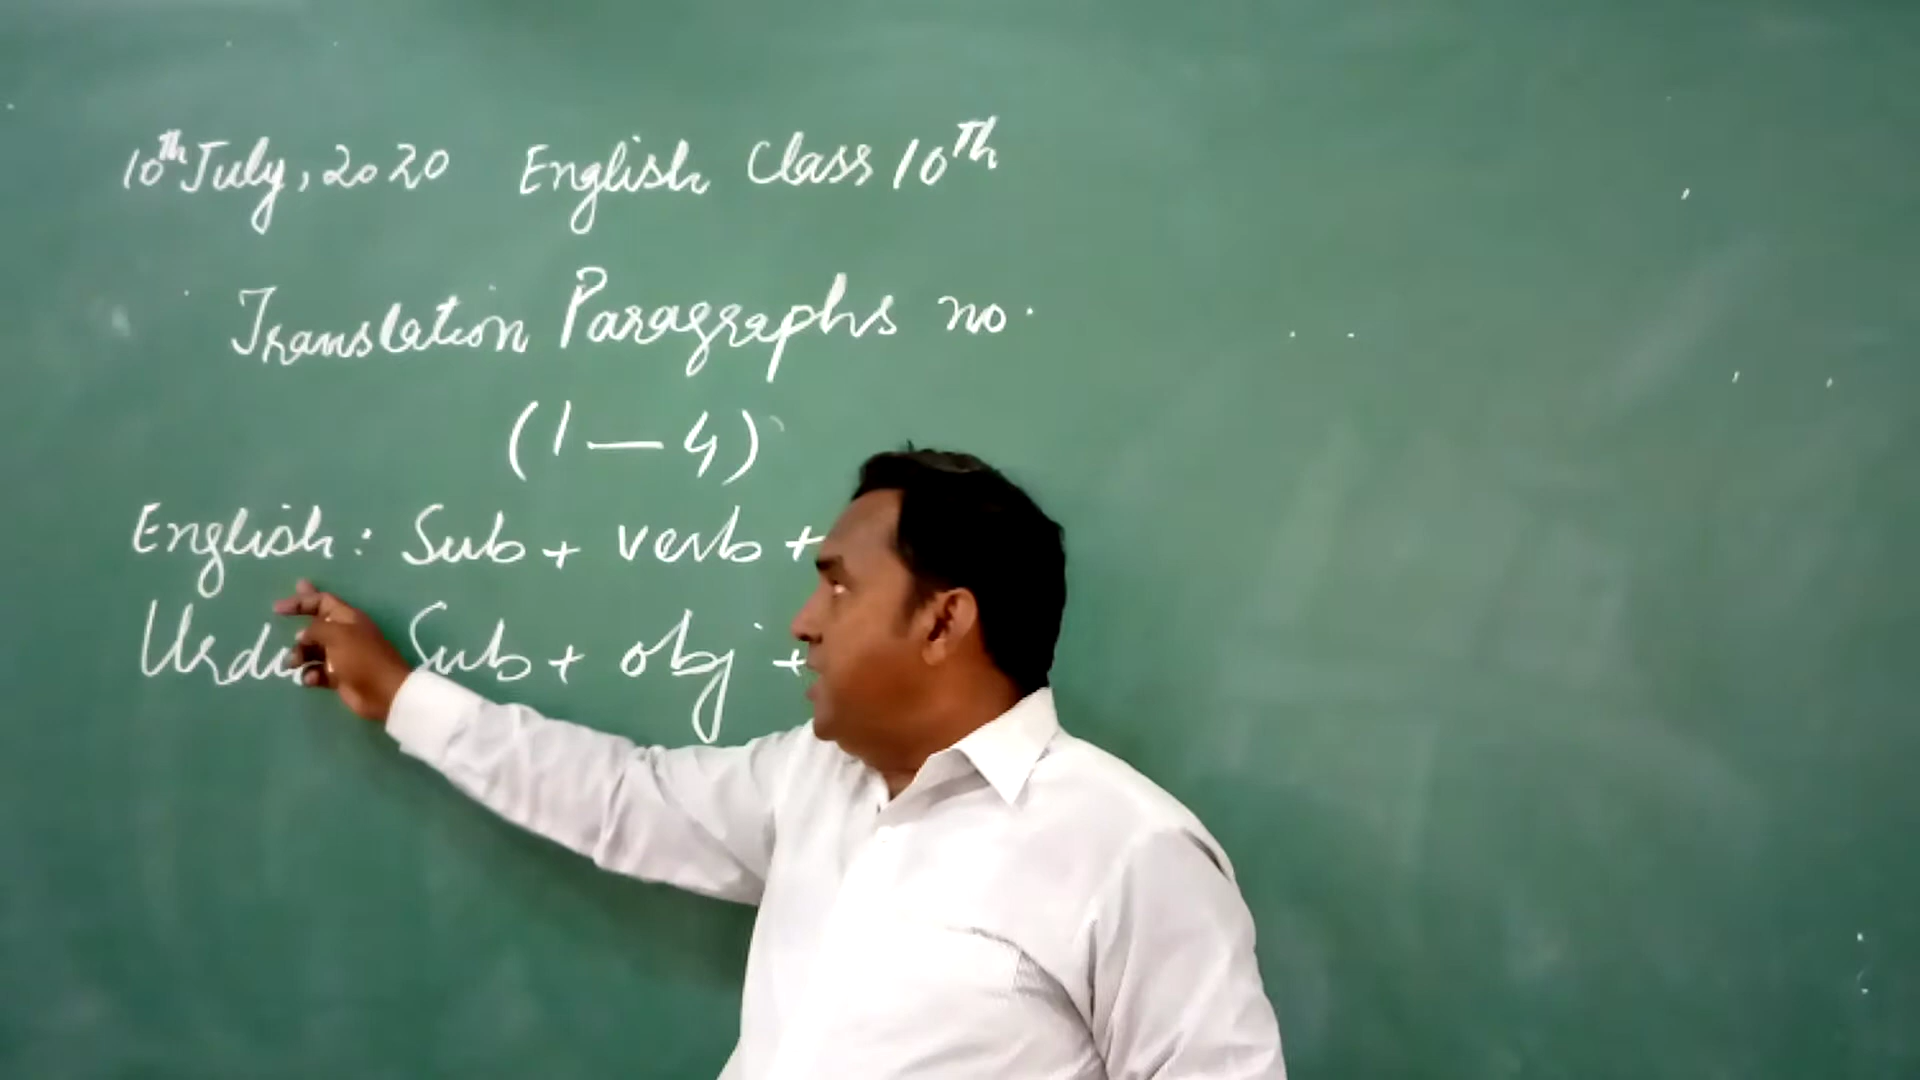 10th July, 2020 English Class 10th
Translation Paragraphs no.
(1 — 4)
English: Sub + verb +
Urdu Sub + obj +